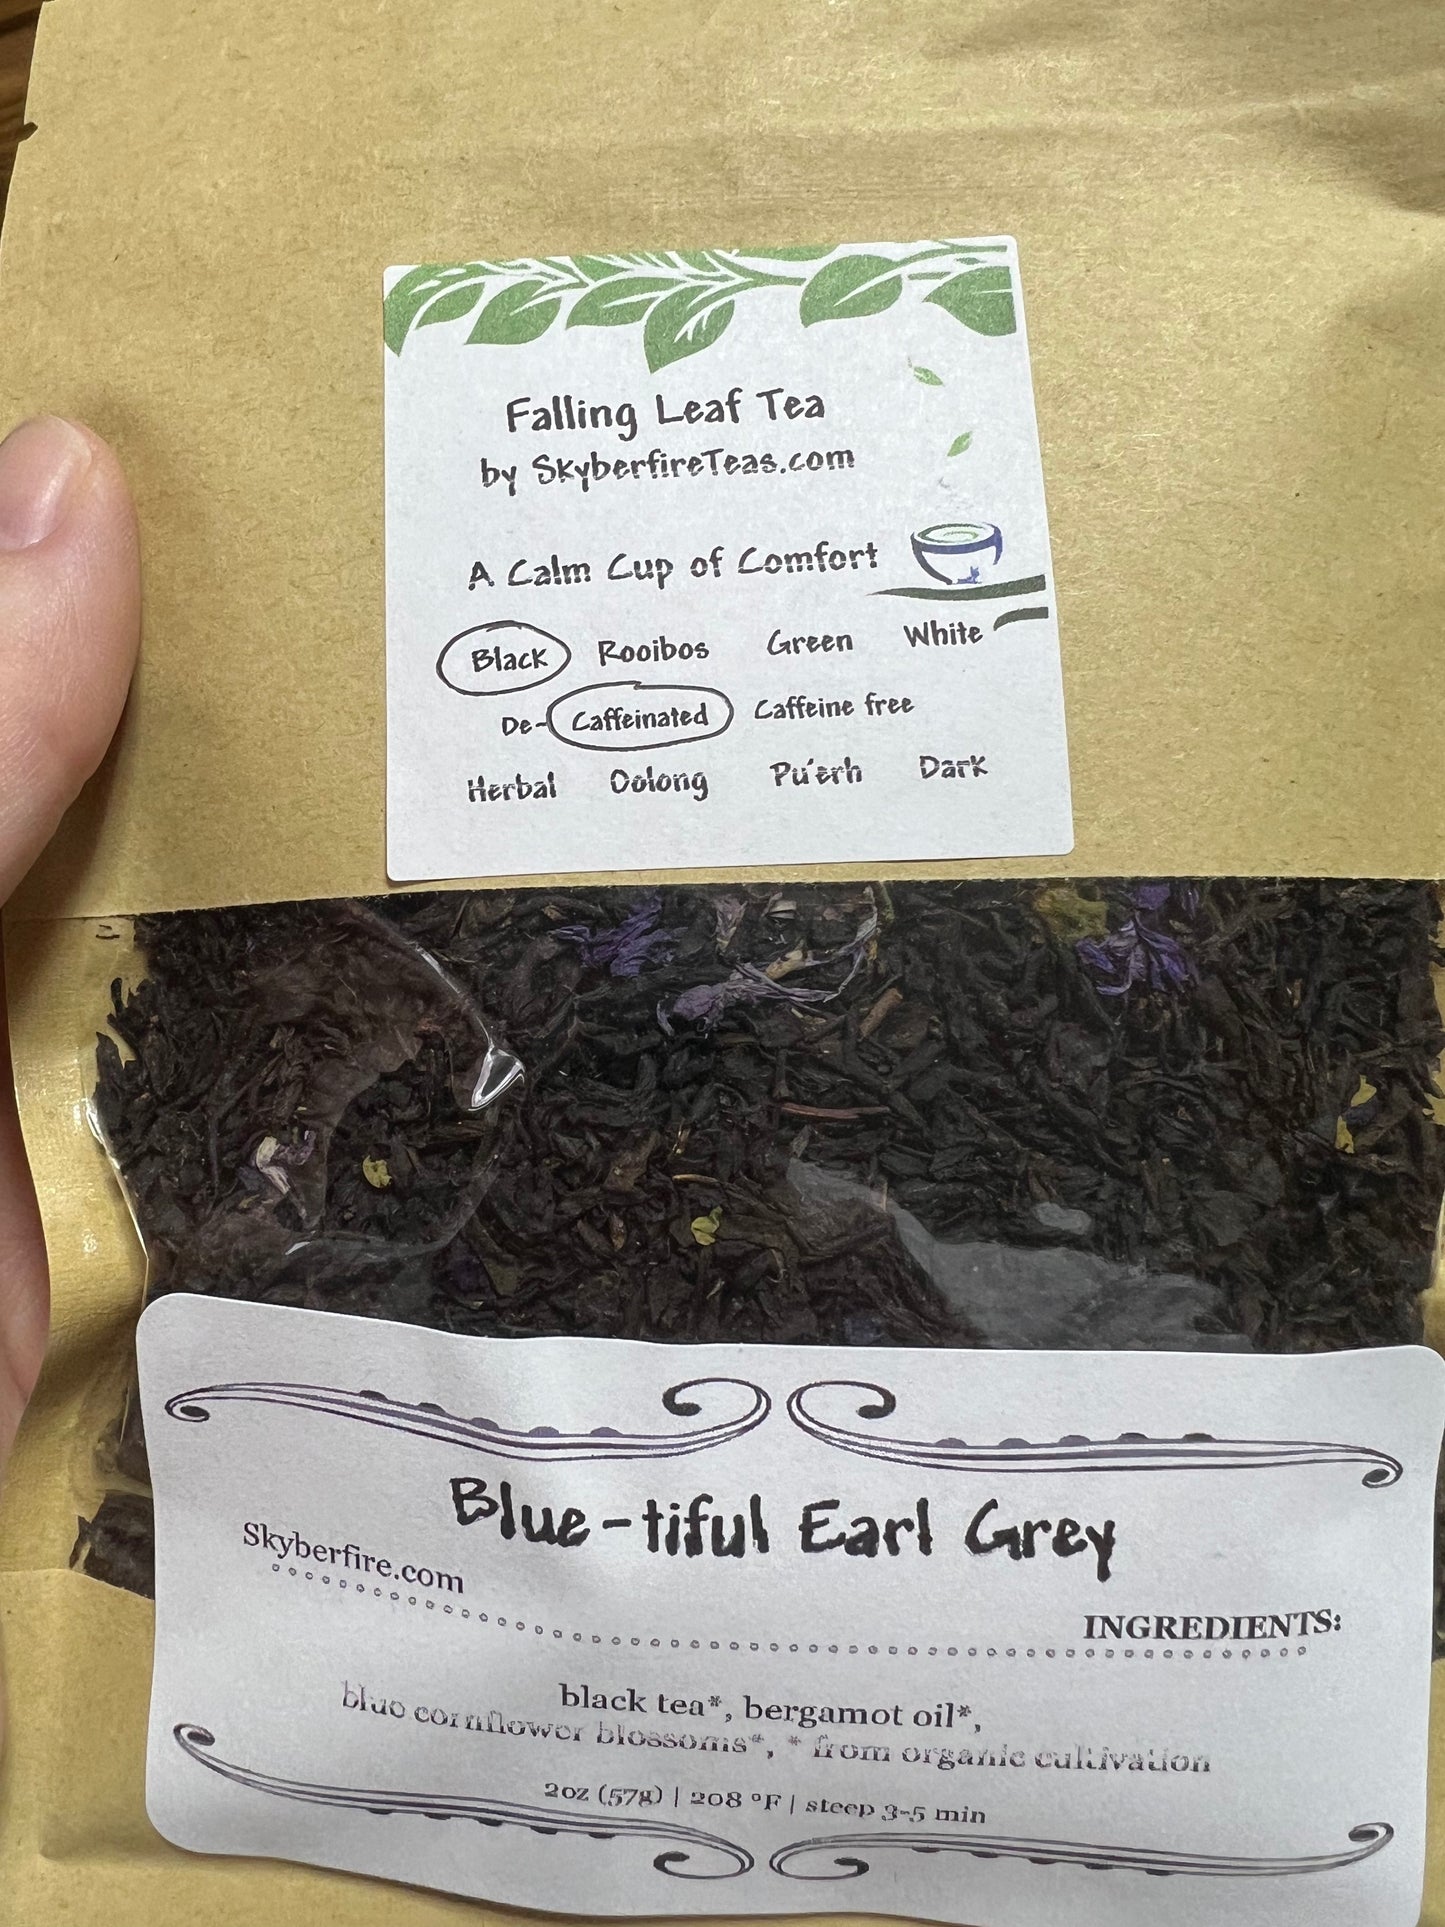 Falling Leaf Tea
by SkyberfireTeas.com
A Calm Cup of Comfort
Black Rooibos Green White
De-Caffeinated Caffeine free
Herbal Oolong Pu'erh Dark
Blue-tiful Earl Grey
Skyberfire.com
INGREDIENTS:
black tea*, bergamot oil*,
blue cornflower blossoms*, * from organic cultivation
2oz (57g) | 208 °F | steep 3-5 min